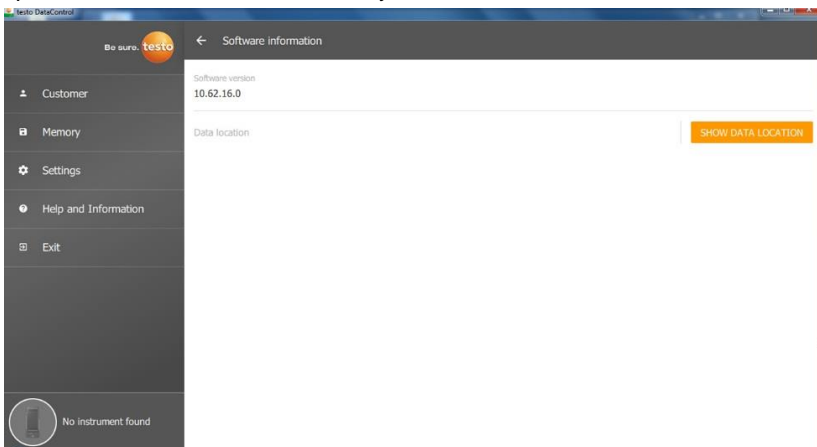 testo DataControl
Be sure. testo
← Software information
Customer
Memory
Settings
Help and Information
Exit
No instrument found
Software version
10.62.16.0
Data location
SHOW DATA LOCATION